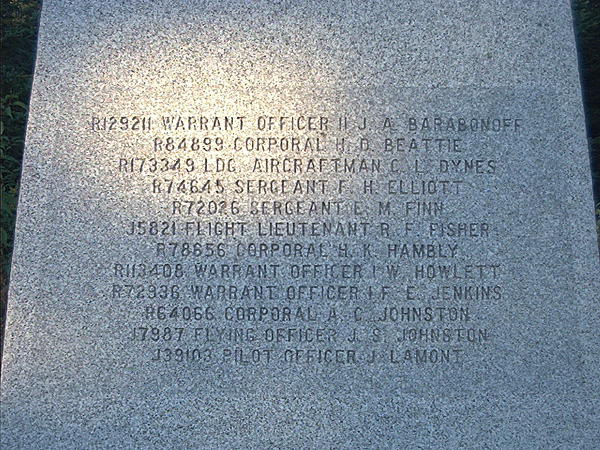 R129211 WARRANT OFFICER II J. A. BARABONOFF
R84899 CORPORAL H. D. BEATTIE
R173349 LDG. AIRCRAFTMAN C. L. DYNES
R74645 SERGEANT F. H. ELLIOTT
R72026 SERGEANT E. M. FINN
J5821 FLIGHT LIEUTENANT R. F. FISHER
R78656 CORPORAL H. K. HAMBLY
R113408 WARRANT OFFICER I W. HOWLETT
R72936 WARRANT OFFICER I F. E. JENKINS
R64066 CORPORAL A. C. JOHNSTON
J7987 FLYING OFFICER J. S. JOHNSTON
J39103 PILOT OFFICER J. LAMONT